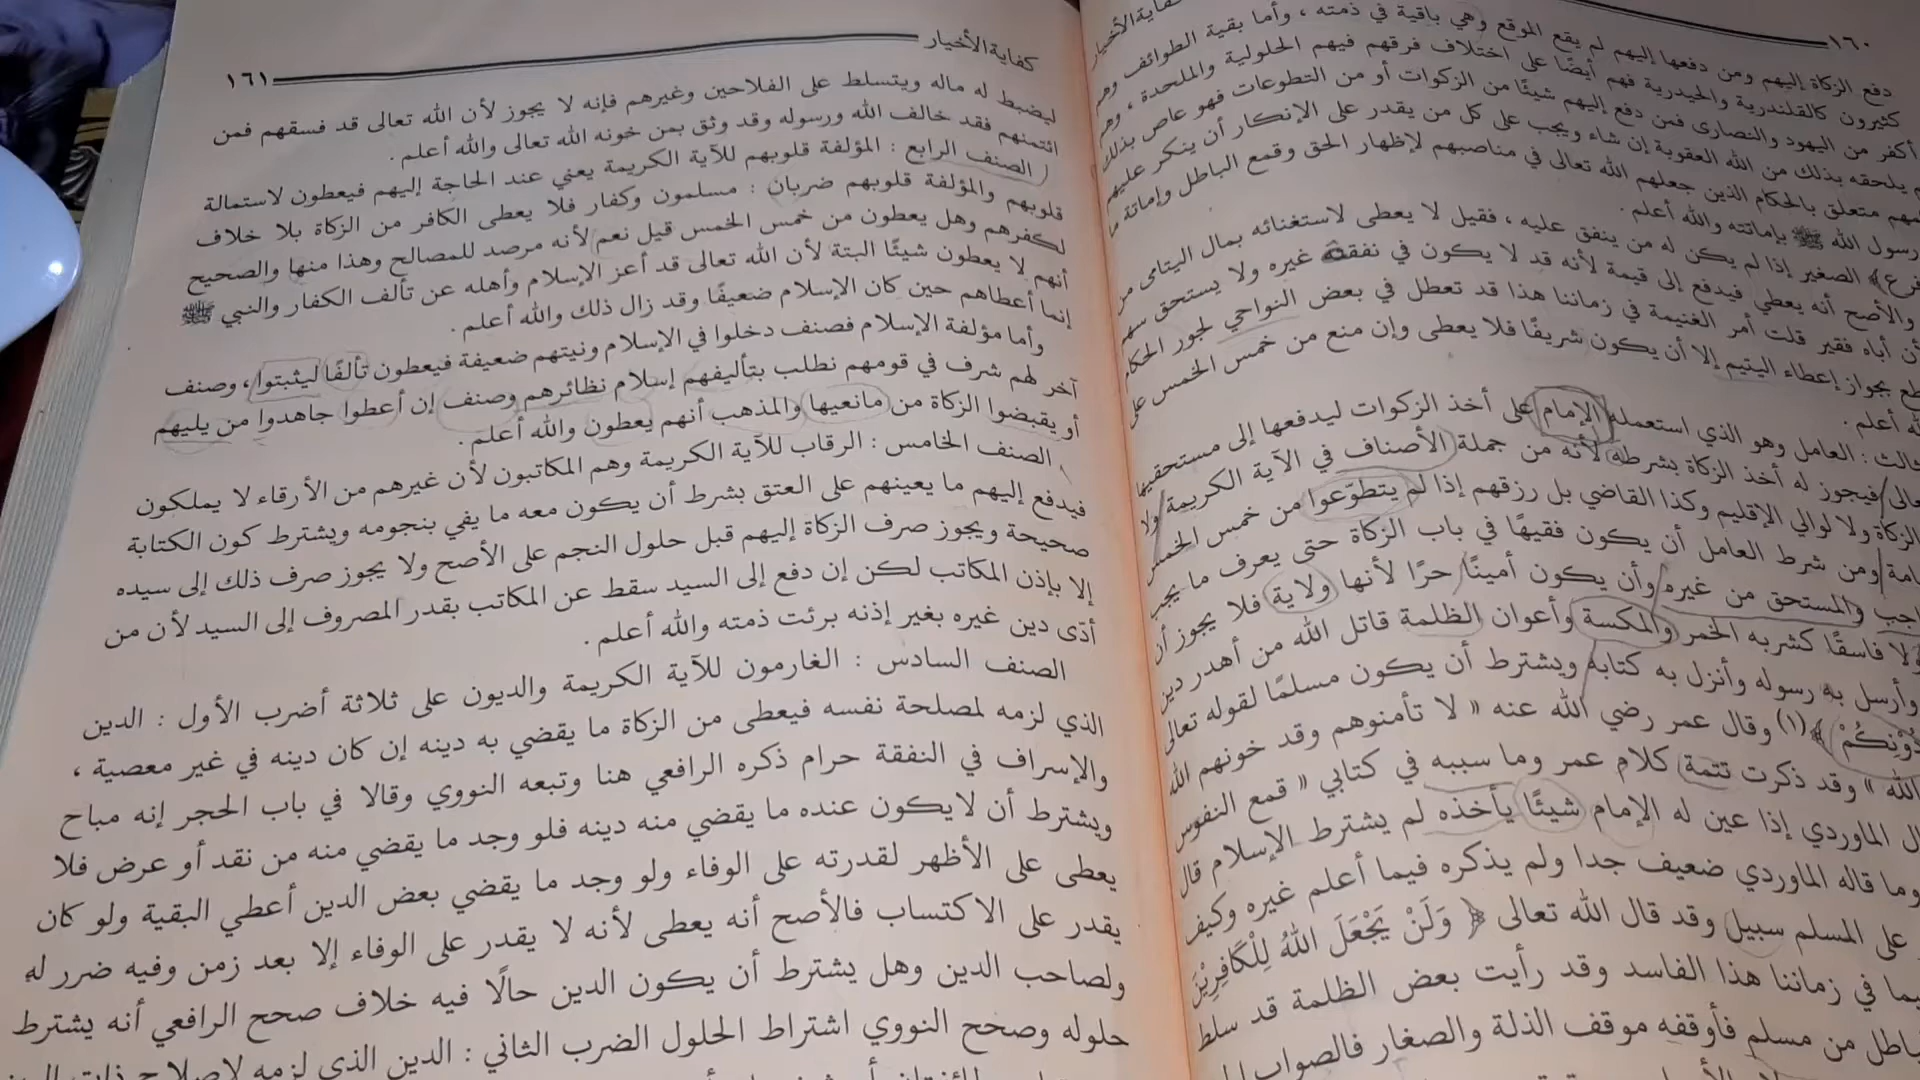 ١٦٠
كفاية الأخيار
دفع الزكاة إليهم ومن دفعها إليهم لم يقع الموقع وهي باقية في ذمته ، وأما بقية الطوائف وهم
كثيرون كالقلندرية والحيدرية فهم أيضًا على اختلاف فرقهم فيهم الحلولية والملحدة ، وهم
أكفر من اليهود والنصارى فمن دفع إليهم شيئًا من الزكوات أو من التطوعات فهو عاص بذلك
يلحقه بذلك من الله العقوبة إن شاء ويجب على كل من يقدر على الإنكار أن ينكر عليهم
متعلق بالحكام الذين جعلهم الله تعالى في مناصبهم لإظهار الحق وقمع الباطل وإماتة ما
رسول الله ﷺ بإماتته والله أعلم .
﴿فرع﴾ الصغير إذا لم يكن له من ينفق عليه ، فقيل لا يعطى لاستغنائه بمال اليتامى من
والأصح أنه يعطى فيدفع إلى قيمة لأنه قد لا يكون في نفقة غيره ولا يستحق سهم
أن أباه فقير قلت أمر الغنيمة في زماننا هذا قد تعطل في بعض النواحي لجور الحكام
بجواز إعطاء اليتيم إلا أن يكون شريفًا فلا يعطى وإن منع من خمس الخمس على
الله أعلم .
الثالث : العامل وهو الذي استعمله الإمام على أخذ الزكوات ليدفعها إلى مستحقيها
فيجوز له أخذ الزكاة بشرطه لأنه من جملة الأصناف في الآية الكريمة ولا
الزكاة ولا لوالي الإقليم وكذا القاضي بل رزقهم إذا لم يتطوّعوا من خمس الخمس
ومن شرط العامل أن يكون فقيهًا في باب الزكاة حتى يعرف ما يجب
والمستحق من غيره وأن يكون أمينًا حرًا لأنها ولاية فلا يجوز أن
ولا فاسقًا كشربه الخمر والمكسة وأعوان الظلمة قاتل الله من أهدر دين
وأرسل به رسوله وأنزل به كتابه ويشترط أن يكون مسلمًا لقوله تعالى
دُوْنِكُمْ ﴾(١) وقال عمر رضي الله عنه « لا تأمنوهم وقد خونهم الله
الله » وقد ذكرت تتمة كلام عمر وما سببه في كتابي « قمع النفوس
الماوردي إذا عين له الإمام شيئًا يأخذه لم يشترط الإسلام قال
وما قاله الماوردي ضعيف جدا ولم يذكره فيما أعلم غيره وكيف
على المسلم سبيل وقد قال الله تعالى ﴿ وَلَنْ يَجْعَلَ اللهُ لِلْكَافِرِيْنَ
في زماننا هذا الفاسد وقد رأيت بعض الظلمة قد سلط
من مسلم فأوقفه موقف الذلة والصغار فالصواب
كفاية الأخيار
١٦١
ليضبط له ماله ويتسلط على الفلاحين وغيرهم فإنه لا يجوز لأن الله تعالى قد فسقهم فمن
ائتمنهم فقد خالف الله ورسوله وقد وثق بمن خونه الله تعالى والله أعلم .
الصنف الرابع : المؤلفة قلوبهم للآية الكريمة يعني عند الحاجة إليهم فيعطون لاستمالة
قلوبهم والمؤلفة قلوبهم ضربان : مسلمون وكفار فلا يعطى الكافر من الزكاة بلا خلاف
لكفرهم وهل يعطون من خمس الخمس قيل نعم لأنه مرصد للمصالح وهذا منها والصحيح
أنهم لا يعطون شيئًا البتة لأن الله تعالى قد أعز الإسلام وأهله عن تألف الكفار والنبي ﷺ
إنما أعطاهم حين كان الإسلام ضعيفًا وقد زال ذلك والله أعلم .
وأما مؤلفة الإسلام فصنف دخلوا في الإسلام ونيتهم ضعيفة فيعطون تألفًا ليثبتوا ، وصنف
آخر لهم شرف في قومهم نطلب بتأليفهم إسلام نظائرهم وصنف إن أعطوا جاهدوا من يليهم
أو يقبضوا الزكاة من مانعيها والمذهب أنهم يعطون والله أعلم .
الصنف الخامس : الرقاب للآية الكريمة وهم المكاتبون لأن غيرهم من الأرقاء لا يملكون
فيدفع إليهم ما يعينهم على العتق بشرط أن يكون معه ما يفي بنجومه ويشترط كون الكتابة
صحيحة ويجوز صرف الزكاة إليهم قبل حلول النجم على الأصح ولا يجوز صرف ذلك إلى سيده
إلا بإذن المكاتب لكن إن دفع إلى السيد سقط عن المكاتب بقدر المصروف إلى السيد لأن من
أدّى دين غيره بغير إذنه برئت ذمته والله أعلم .
الصنف السادس : الغارمون للآية الكريمة والديون على ثلاثة أضرب الأول : الدين
الذي لزمه لمصلحة نفسه فيعطى من الزكاة ما يقضي به دينه إن كان دينه في غير معصية ،
والإسراف في النفقة حرام ذكره الرافعي هنا وتبعه النووي وقالا في باب الحجر إنه مباح
ويشترط أن لايكون عنده ما يقضي منه دينه فلو وجد ما يقضي منه من نقد أو عرض فلا
يعطى على الأظهر لقدرته على الوفاء ولو وجد ما يقضي بعض الدين أعطي البقية ولو كان
يقدر على الاكتساب فالأصح أنه يعطى لأنه لا يقدر على الوفاء إلا بعد زمن وفيه ضرر له
ولصاحب الدين وهل يشترط أن يكون الدين حالًا فيه خلاف صحح الرافعي أنه يشترط
حلوله وصحح النووي اشتراط الحلول الضرب الثاني : الدين الذي لزمه لإصلاح ذات